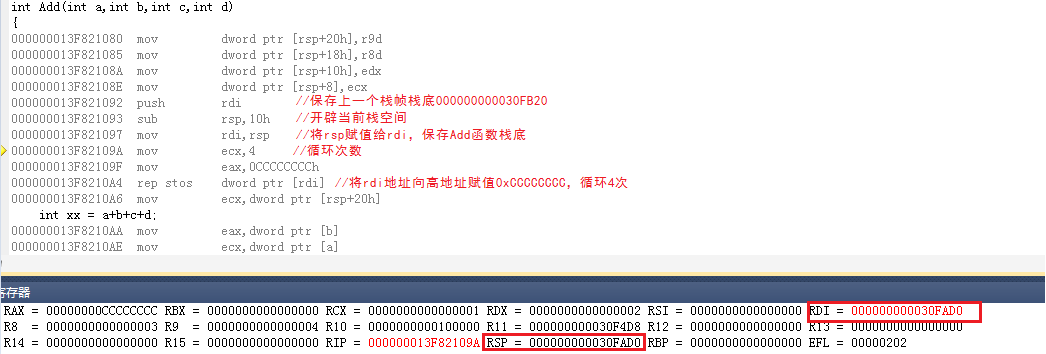 int Add(int a,int b,int c,int d)
{
000000013F821080 mov dword ptr [rsp+20h],r9d
000000013F821085 mov dword ptr [rsp+18h],r8d
000000013F82108A mov dword ptr [rsp+10h],edx
000000013F82108E mov dword ptr [rsp+8],ecx
000000013F821092 push rdi //保存上一个栈帧栈底000000000030FB20
000000013F821093 sub rsp,10h //开辟当前栈空间
000000013F821097 mov rdi,rsp //将rsp赋值给rdi，保存Add函数栈底
000000013F82109A mov ecx,4 //循环次数
000000013F82109F mov eax,0CCCCCCCCh
000000013F8210A4 rep stos dword ptr [rdi] //将rdi地址向高地址赋值0xCCCCCCCC，循环4次
000000013F8210A6 mov ecx,dword ptr [rsp+20h]
int xx = a+b+c+d;
000000013F8210AA mov eax,dword ptr [b]
000000013F8210AE mov ecx,dword ptr [a]
存器
RAX = 00000000CCCCCCCC RBX = 0000000000000000 RCX = 0000000000000001 RDX = 0000000000000002 RSI = 0000000000000000 RDI = 000000000030FAD0
R8 = 0000000000000003 R9 = 0000000000000004 R10 = 0000000000100000 R11 = 000000000030F4D8 R12 = 0000000000000000 R13 = 0000000000000000
R14 = 0000000000000000 R15 = 0000000000000000 RIP = 000000013F82109A RSP = 000000000030FAD0 RBP = 0000000000000000 EFL = 00000202